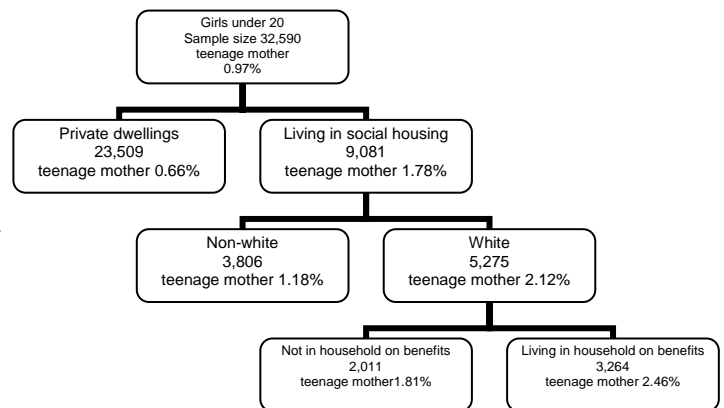 Girls under 20
Sample size 32,590
teenage mother
0.97%
Private dwellings
23,509
teenage mother 0.66%
Living in social housing
9,081
teenage mother 1.78%
Non-white
3,806
teenage mother 1.18%
White
5,275
teenage mother 2.12%
Not in household on benefits
2,011
teenage mother1.81%
Living in household on benefits
3,264
teenage mother 2.46%